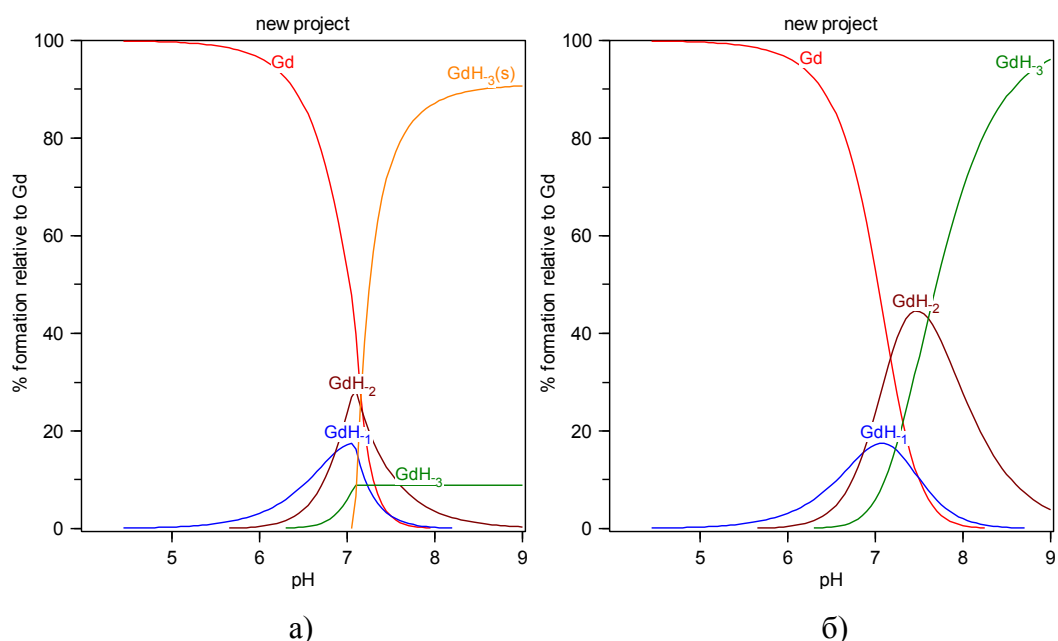 new project
100
80
60
40
20
0
% formation relative to Gd
Gd
GdH-3(s)
GdH-2
GdH-1
GdH-3
5 6 7 8 9
pH
а)
new project
100
80
60
40
20
0
% formation relative to Gd
Gd
GdH-3
GdH-2
GdH-1
5 6 7 8 9
pH
б)